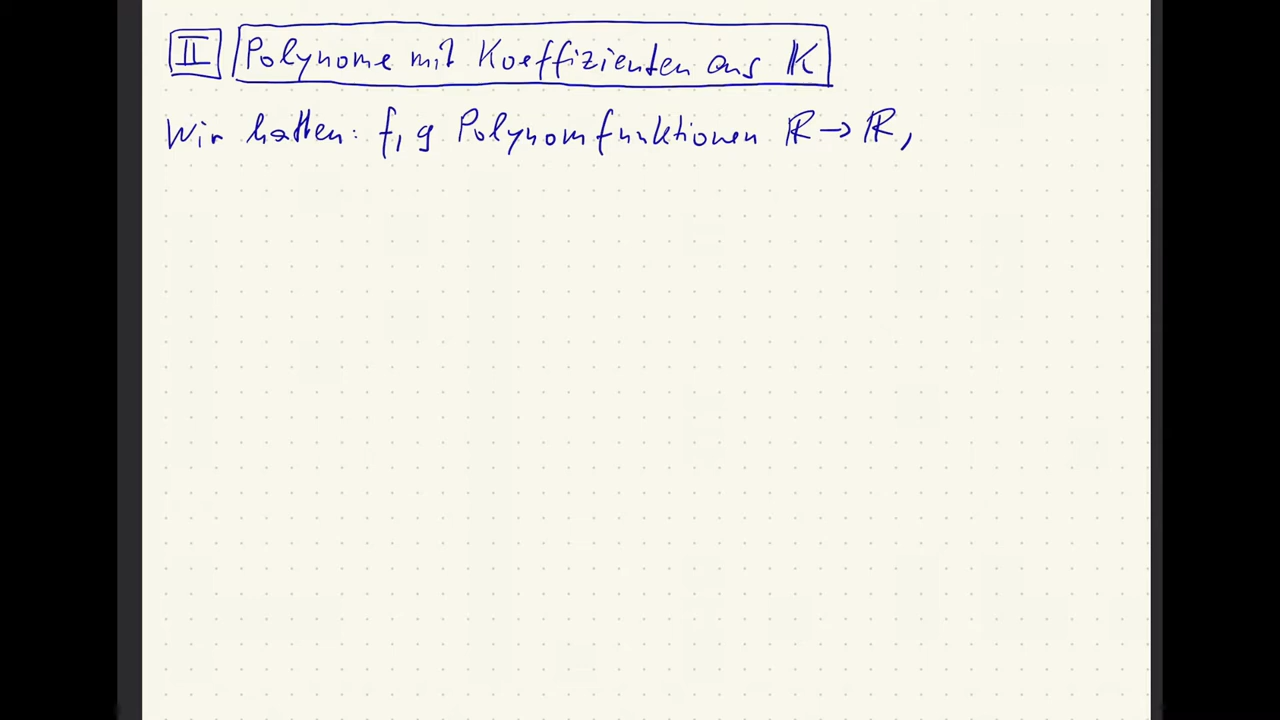 II Polynome mit Koeffizienten aus 𝕂
Wir hatten: f, g Polynomfunktionen ℝ → ℝ,